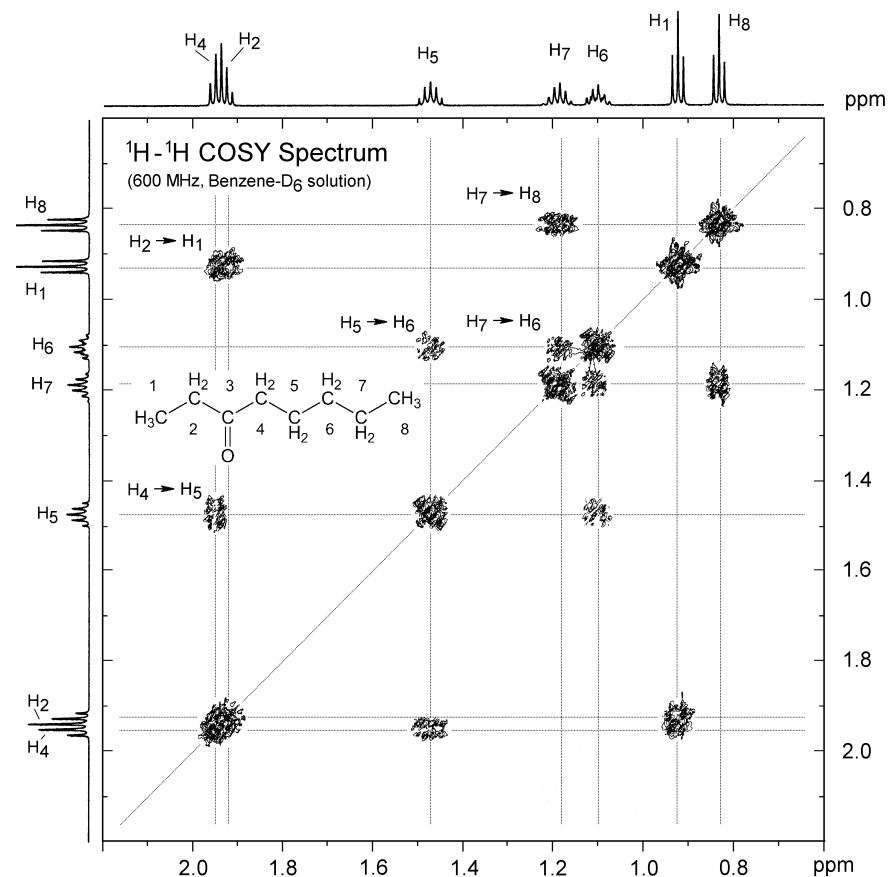 H4 H2 H5 H7 H6 H1 H8
ppm
¹H-¹H COSY Spectrum
(600 MHz, Benzene-D6 solution)
H7 → H8
H8
0.8
H2 → H1
H1
1.0
H5 → H6
H7 → H6
H6
H7
1.2
1 H2 3 H2 5 H2 7 CH3
H3C 2 4 C H2 6 C H2 8
O
1.4
H4 → H5
H5
1.6
1.8
H2
H4
2.0
2.0 1.8 1.6 1.4 1.2 1.0 0.8 ppm